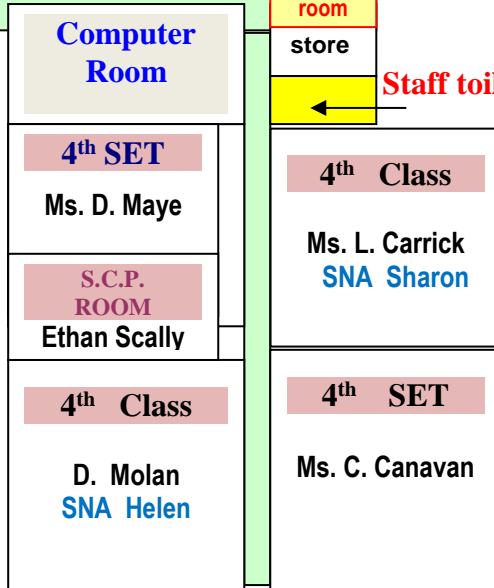 Computer
Room
4th SET
Ms. D. Maye
S.C.P.
ROOM
Ethan Scally
4th Class
D. Molan
SNA Helen
room
store
Staff toil
4th Class
Ms. L. Carrick
SNA Sharon
4th SET
Ms. C. Canavan